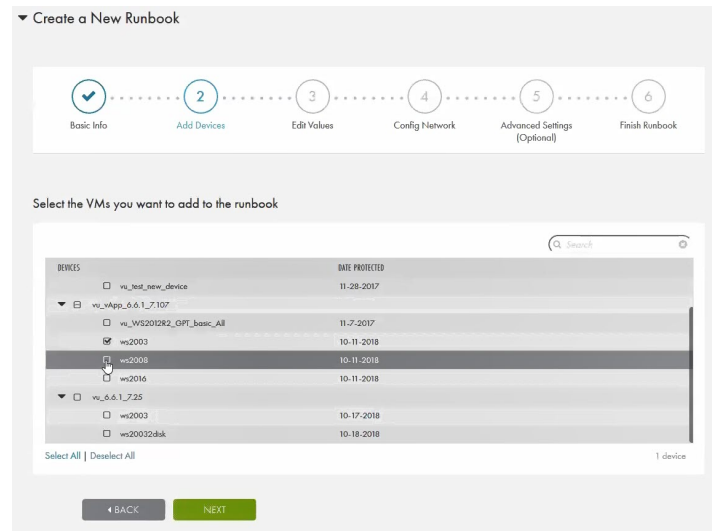 Create a New Runbook
2 3 4 5 6
Basic Info Add Devices Edit Values Config Network Advanced Settings Finish Runbook
(Optional)
Select the VMs you want to add to the runbook
Search
DEVICES DATE PROTECTED
vu_test_new_device 11-28-2017
vu_vApp_6.6.1_7.107
vu_WS2012R2_GPT_basic_All 11-7-2017
ws2003 10-11-2018
ws2008 10-11-2018
ws2016 10-11-2018
vu_6.6.1_7.25
ws2003 10-17-2018
ws20032disk 10-18-2018
Select All | Deselect All 1 device
BACK NEXT